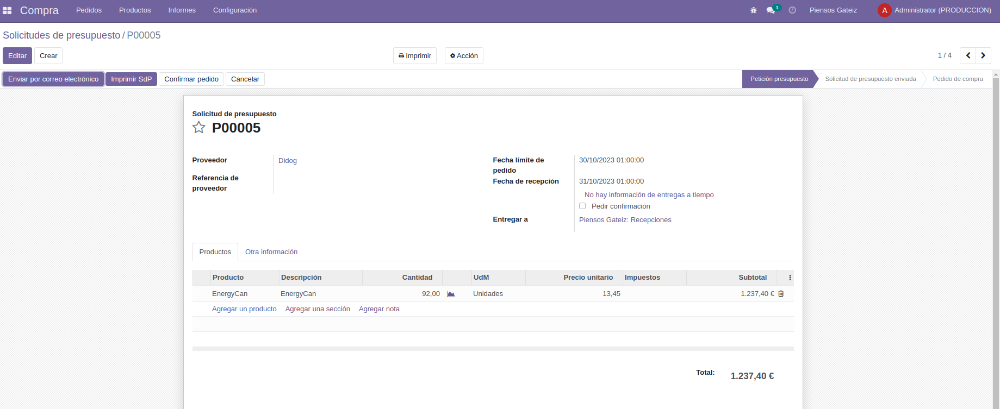 Compra Pedidos Productos Informes Configuración 1 Piensos Gateiz A Administrator (PRODUCCION)
Solicitudes de presupuesto / P00005
Editar Crear Imprimir Acción 1 / 4
Enviar por correo electrónico Imprimir SdP Confirmar pedido Cancelar Petición presupuesto Solicitud de presupuesto enviada Pedido de compra
Solicitud de presupuesto
P00005
Proveedor Didog
Referencia de
proveedor
Fecha límite de 30/10/2023 01:00:00
pedido
Fecha de recepción 31/10/2023 01:00:00
No hay información de entregas a tiempo
Pedir confirmación
Entregar a Piensos Gateiz: Recepciones
Productos Otra información
Producto Descripción Cantidad UdM Precio unitario Impuestos Subtotal
EnergyCan EnergyCan 92,00 Unidades 13,45 1.237,40 €
Agregar un producto Agregar una sección Agregar nota
Total: 1.237,40 €